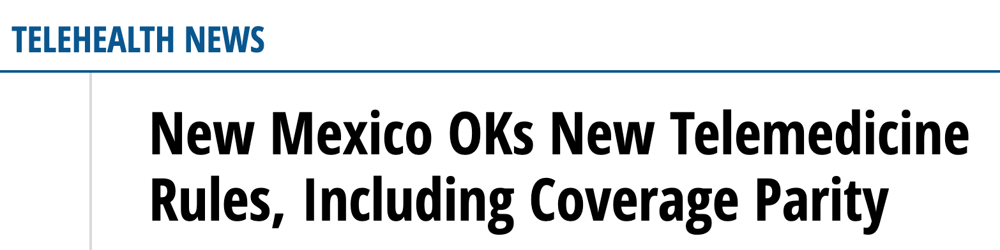 TELEHEALTH NEWS
New Mexico OKs New Telemedicine
Rules, Including Coverage Parity